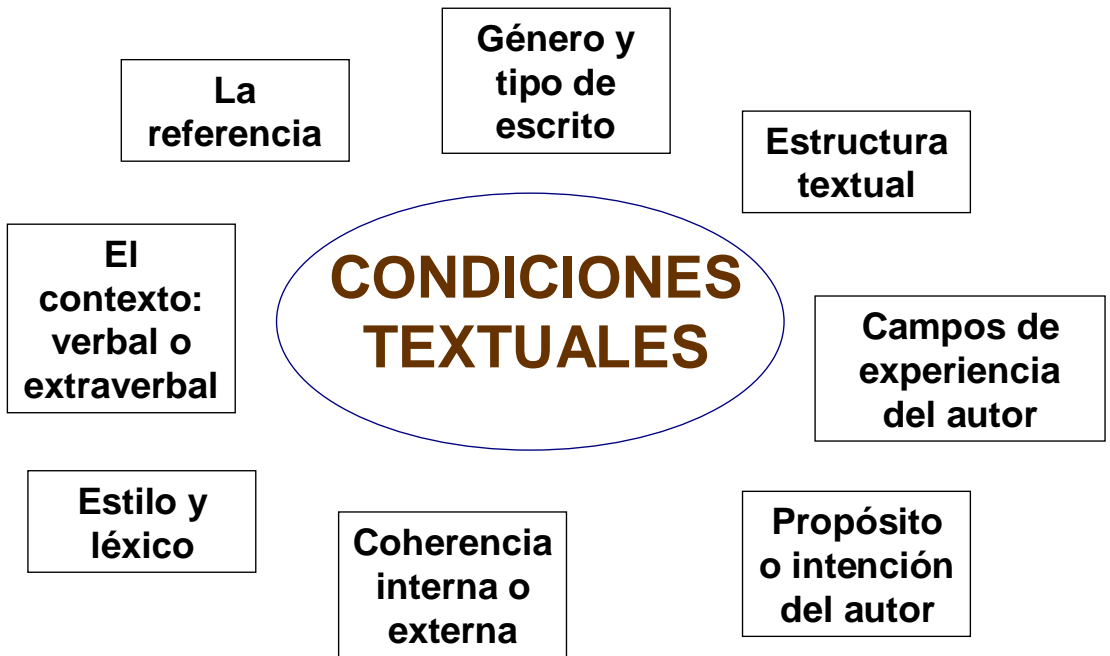 Género y
tipo de
escrito
La
referencia
Estructura
textual
El
contexto:
verbal o
extraverbal
CONDICIONES
TEXTUALES
Campos de
experiencia
del autor
Estilo y
léxico
Coherencia
interna o
externa
Propósito
o intención
del autor